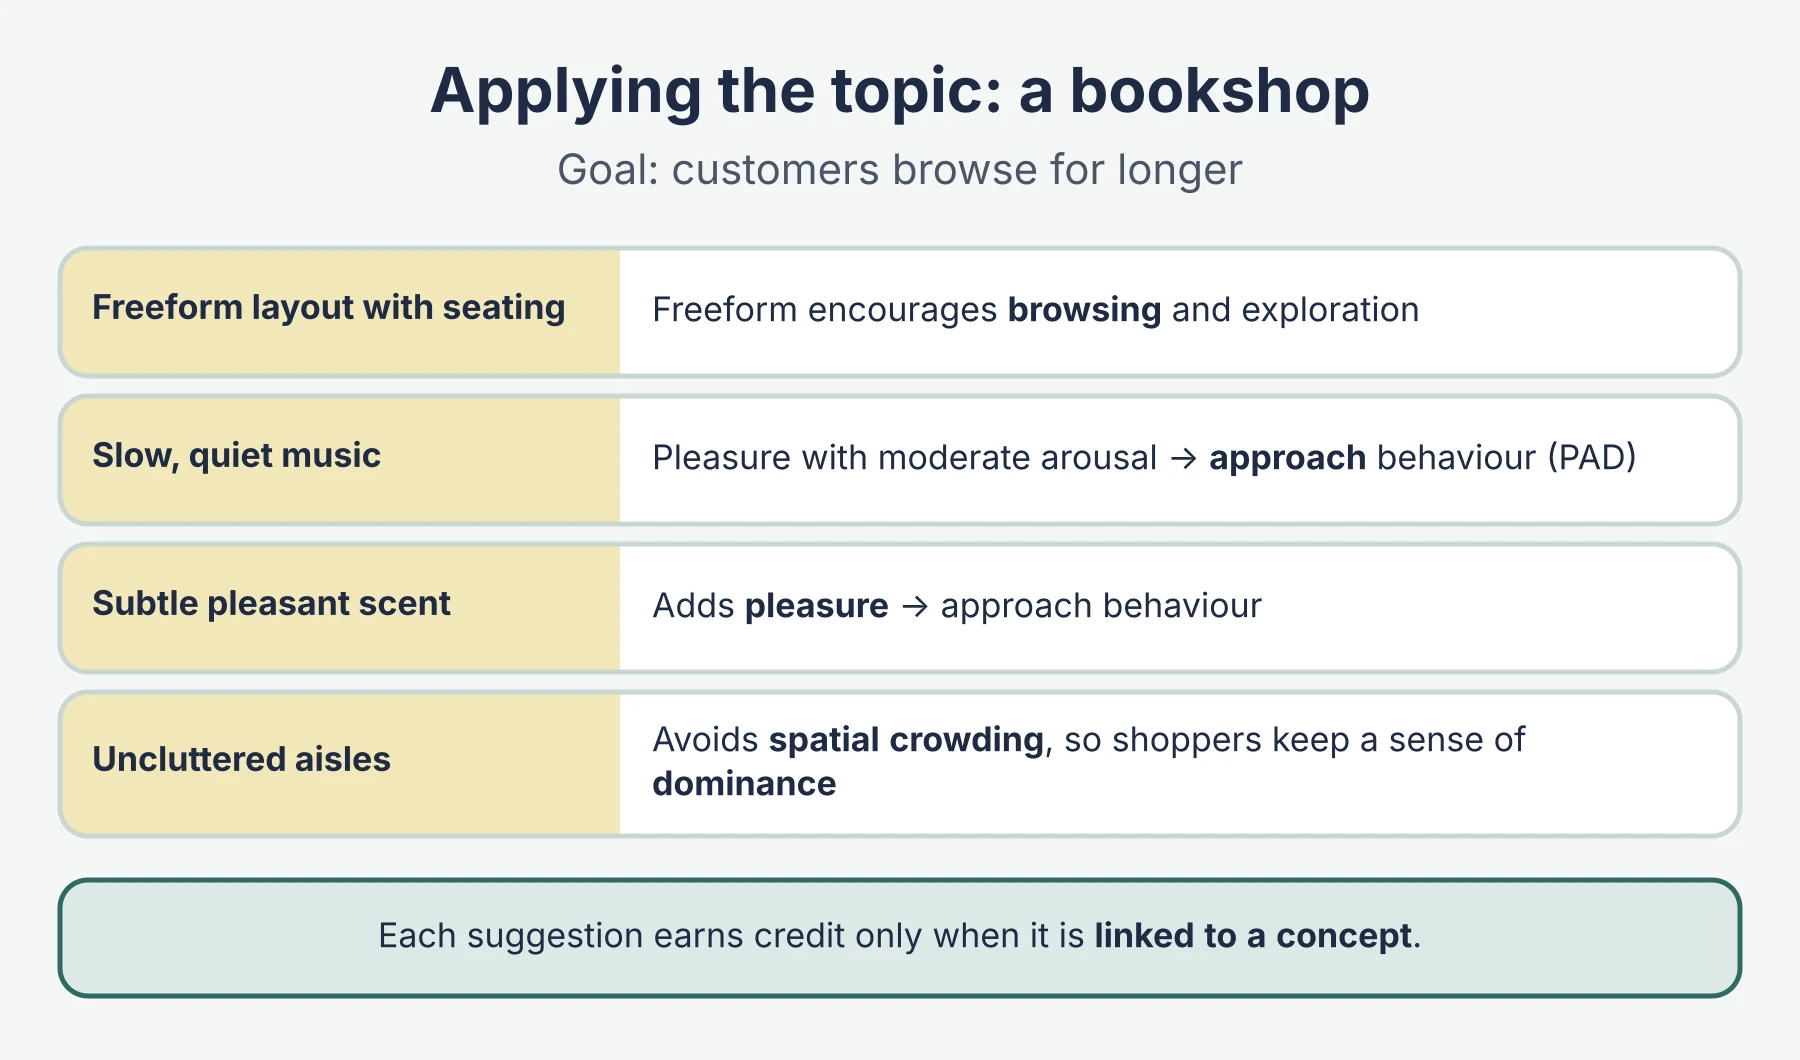 Applying the topic: a bookshop
Goal: customers browse for longer
Freeform layout with seating
Freeform encourages browsing and exploration
Slow, quiet music
Pleasure with moderate arousal → approach behaviour (PAD)
Subtle pleasant scent
Adds pleasure → approach behaviour
Uncluttered aisles
Avoids spatial crowding, so shoppers keep a sense of
dominance
Each suggestion earns credit only when it is linked to a concept.